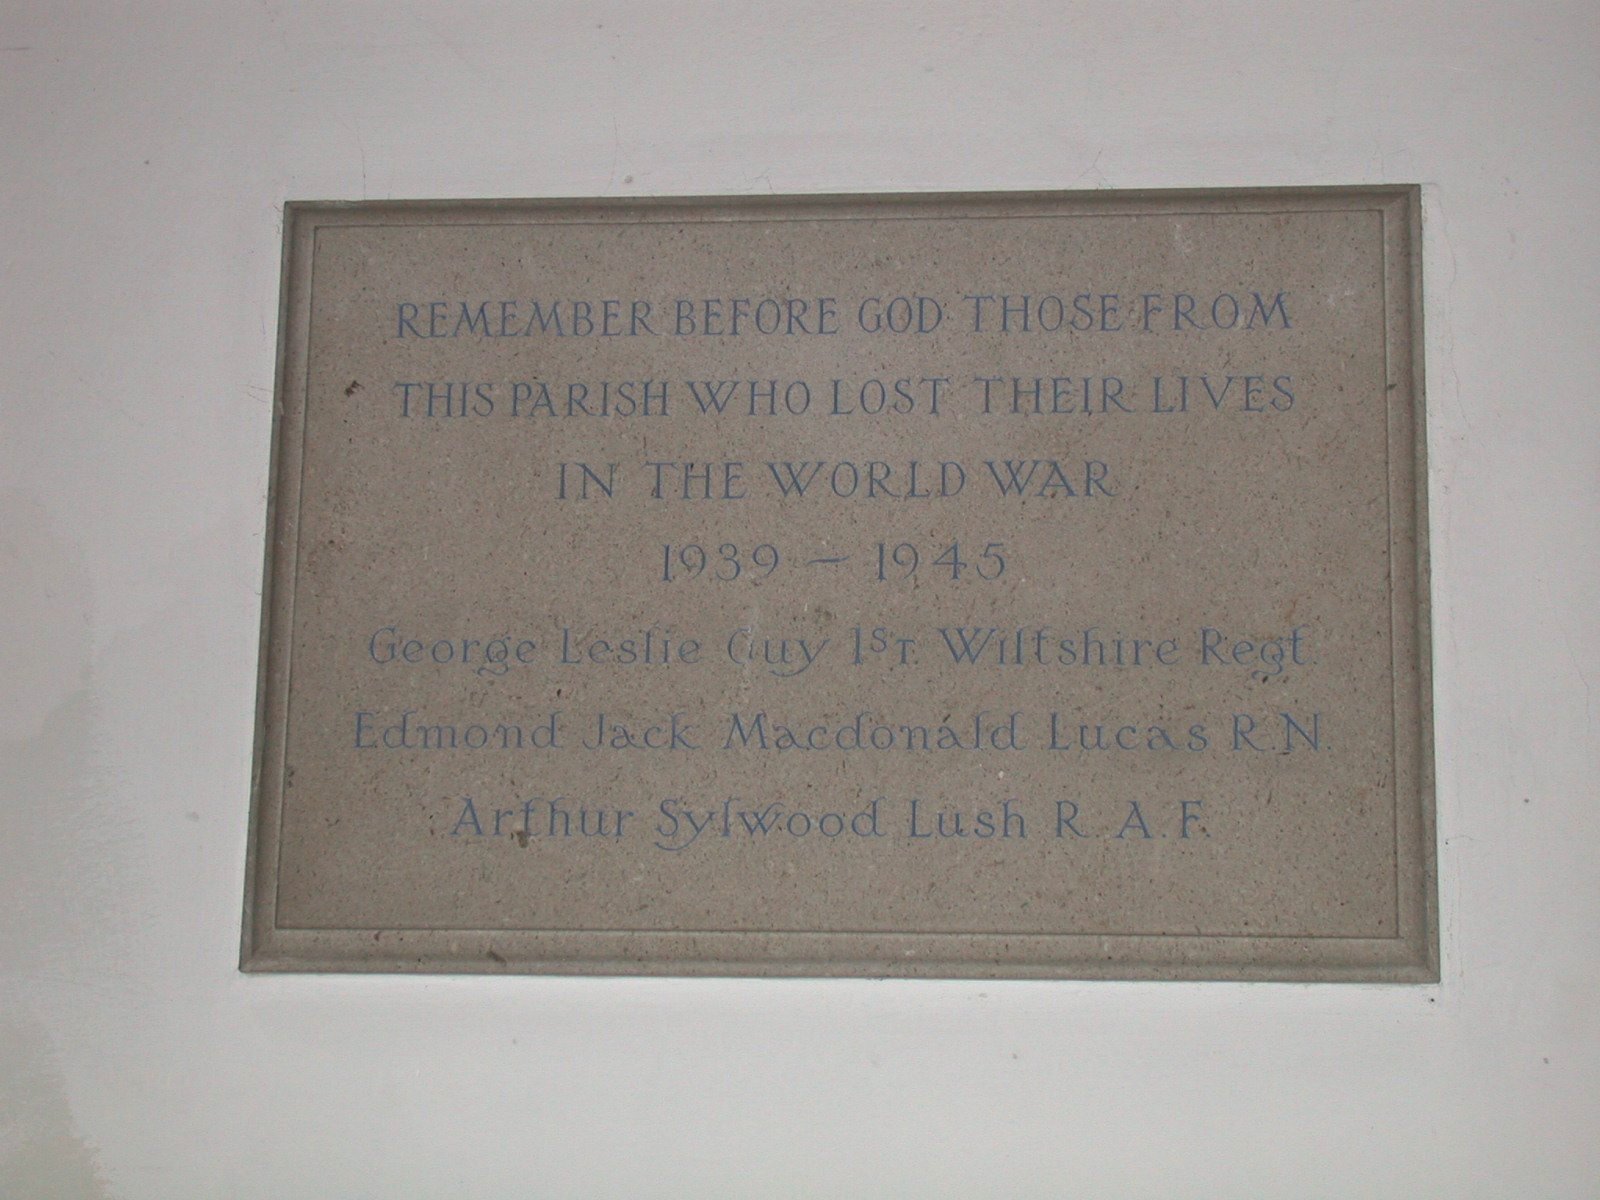 REMEMBER BEFORE GOD THOSE FROM
THIS PARISH WHO LOST THEIR LIVES
IN THE WORLD WAR
1939 – 1945
George Leslie Guy 1ST. Wiltshire Regt.
Edmond Jack Macdonald Lucas R.N.
Arthur Sylwood Lush R.A.F.